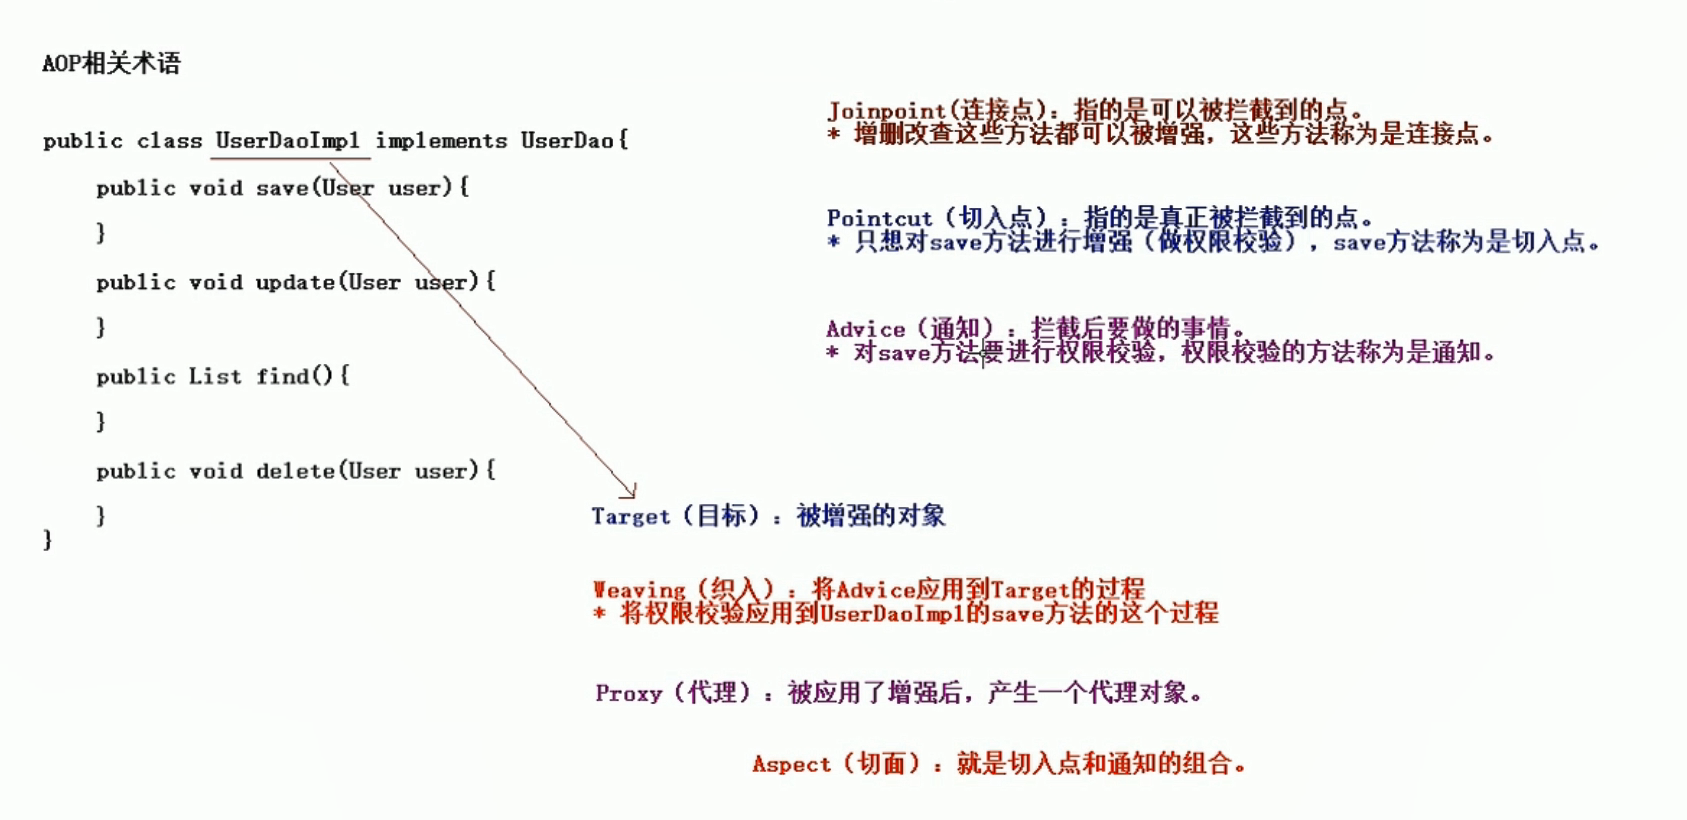 AOP相关术语
public class UserDaoImpl implements UserDao{
public void save(User user){
}
public void update(User user){
}
public List find(){
}
public void delete(User user){
}
}
Joinpoint(连接点)：指的是可以被拦截到的点。
* 增删改查这些方法都可以被增强，这些方法称为是连接点。
Pointcut（切入点）：指的是真正被拦截到的点。
* 只想对save方法进行增强（做权限校验），save方法称为是切入点。
Advice（通知）：拦截后要做的事情。
* 对save方法要进行权限校验，权限校验的方法称为是通知。
Target（目标）：被增强的对象
Weaving（织入）：将Advice应用到Target的过程
* 将权限校验应用到UserDaoImpl的save方法的这个过程
Proxy（代理）：被应用了增强后，产生一个代理对象。
Aspect（切面）：就是切入点和通知的组合。